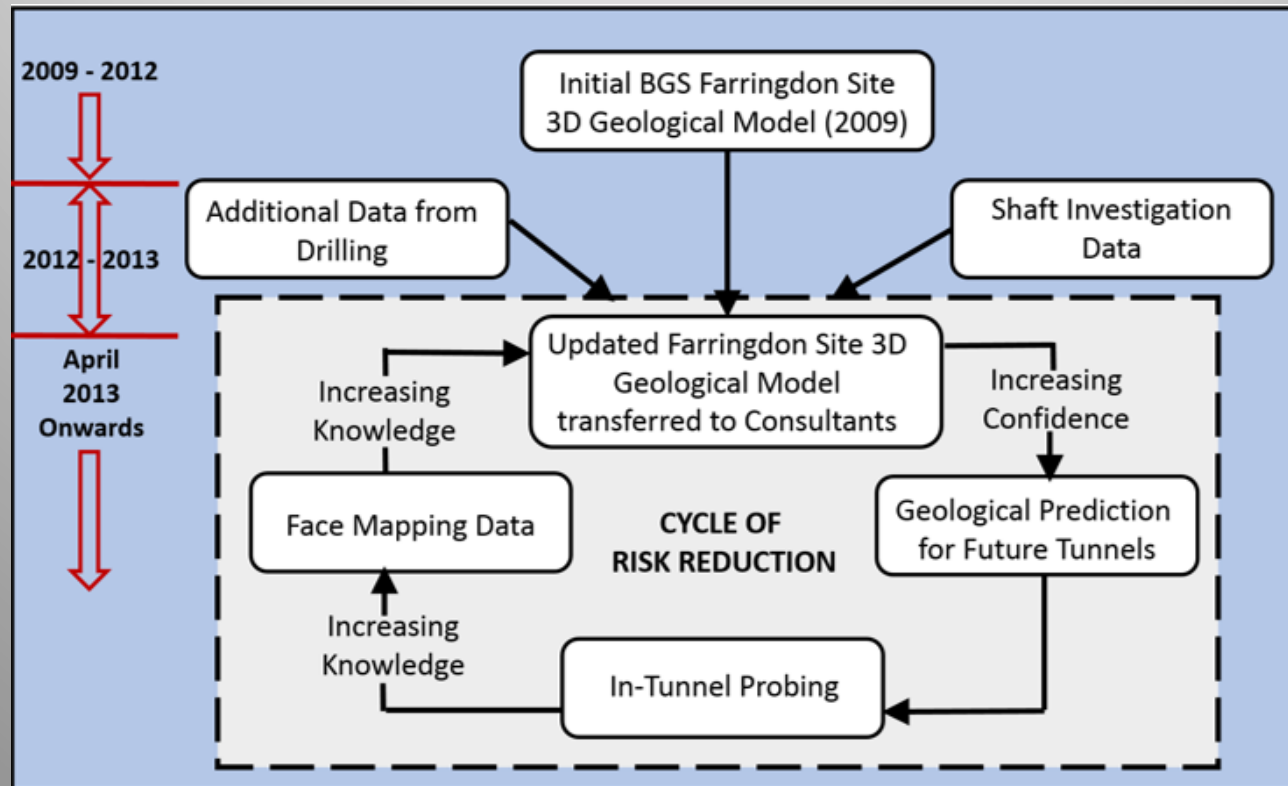 2009 - 2012
Initial BGS Farringdon Site
3D Geological Model (2009)
Additional Data from
Drilling
Shaft Investigation
Data
2012 - 2013
April
2013
Onwards
Updated Farringdon Site 3D
Geological Model
transferred to Consultants
Increasing
Knowledge
Increasing
Confidence
Face Mapping Data
CYCLE OF
RISK REDUCTION
Geological Prediction
for Future Tunnels
Increasing
Knowledge
In-Tunnel Probing